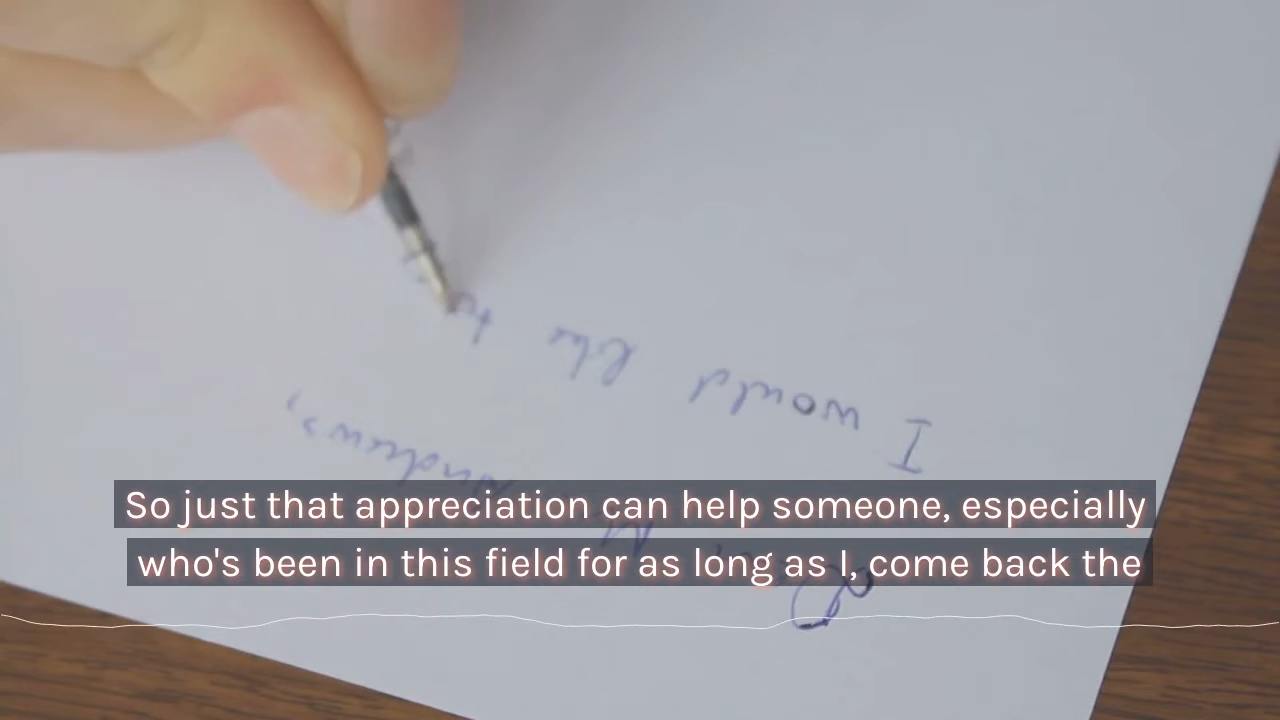 Andrews,
I would like to
So just that appreciation can help someone, especially
who's been in this field for as long as I, come back the